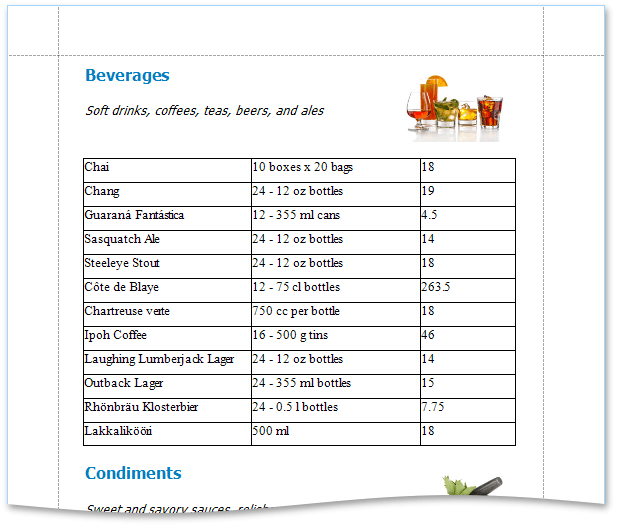 Beverages
Soft drinks, coffees, teas, beers, and ales
Chai 10 boxes x 20 bags 18
Chang 24 - 12 oz bottles 19
Guaraná Fantástica 12 - 355 ml cans 4.5
Sasquatch Ale 24 - 12 oz bottles 14
Steeleye Stout 24 - 12 oz bottles 18
Côte de Blaye 12 - 75 cl bottles 263.5
Chartreuse verte 750 cc per bottle 18
Ipoh Coffee 16 - 500 g tins 46
Laughing Lumberjack Lager 24 - 12 oz bottles 14
Outback Lager 24 - 355 ml bottles 15
Rhönbräu Klosterbier 24 - 0.5 l bottles 7.75
Lakkalikööri 500 ml 18
Condiments
Sweet and savory sauces,